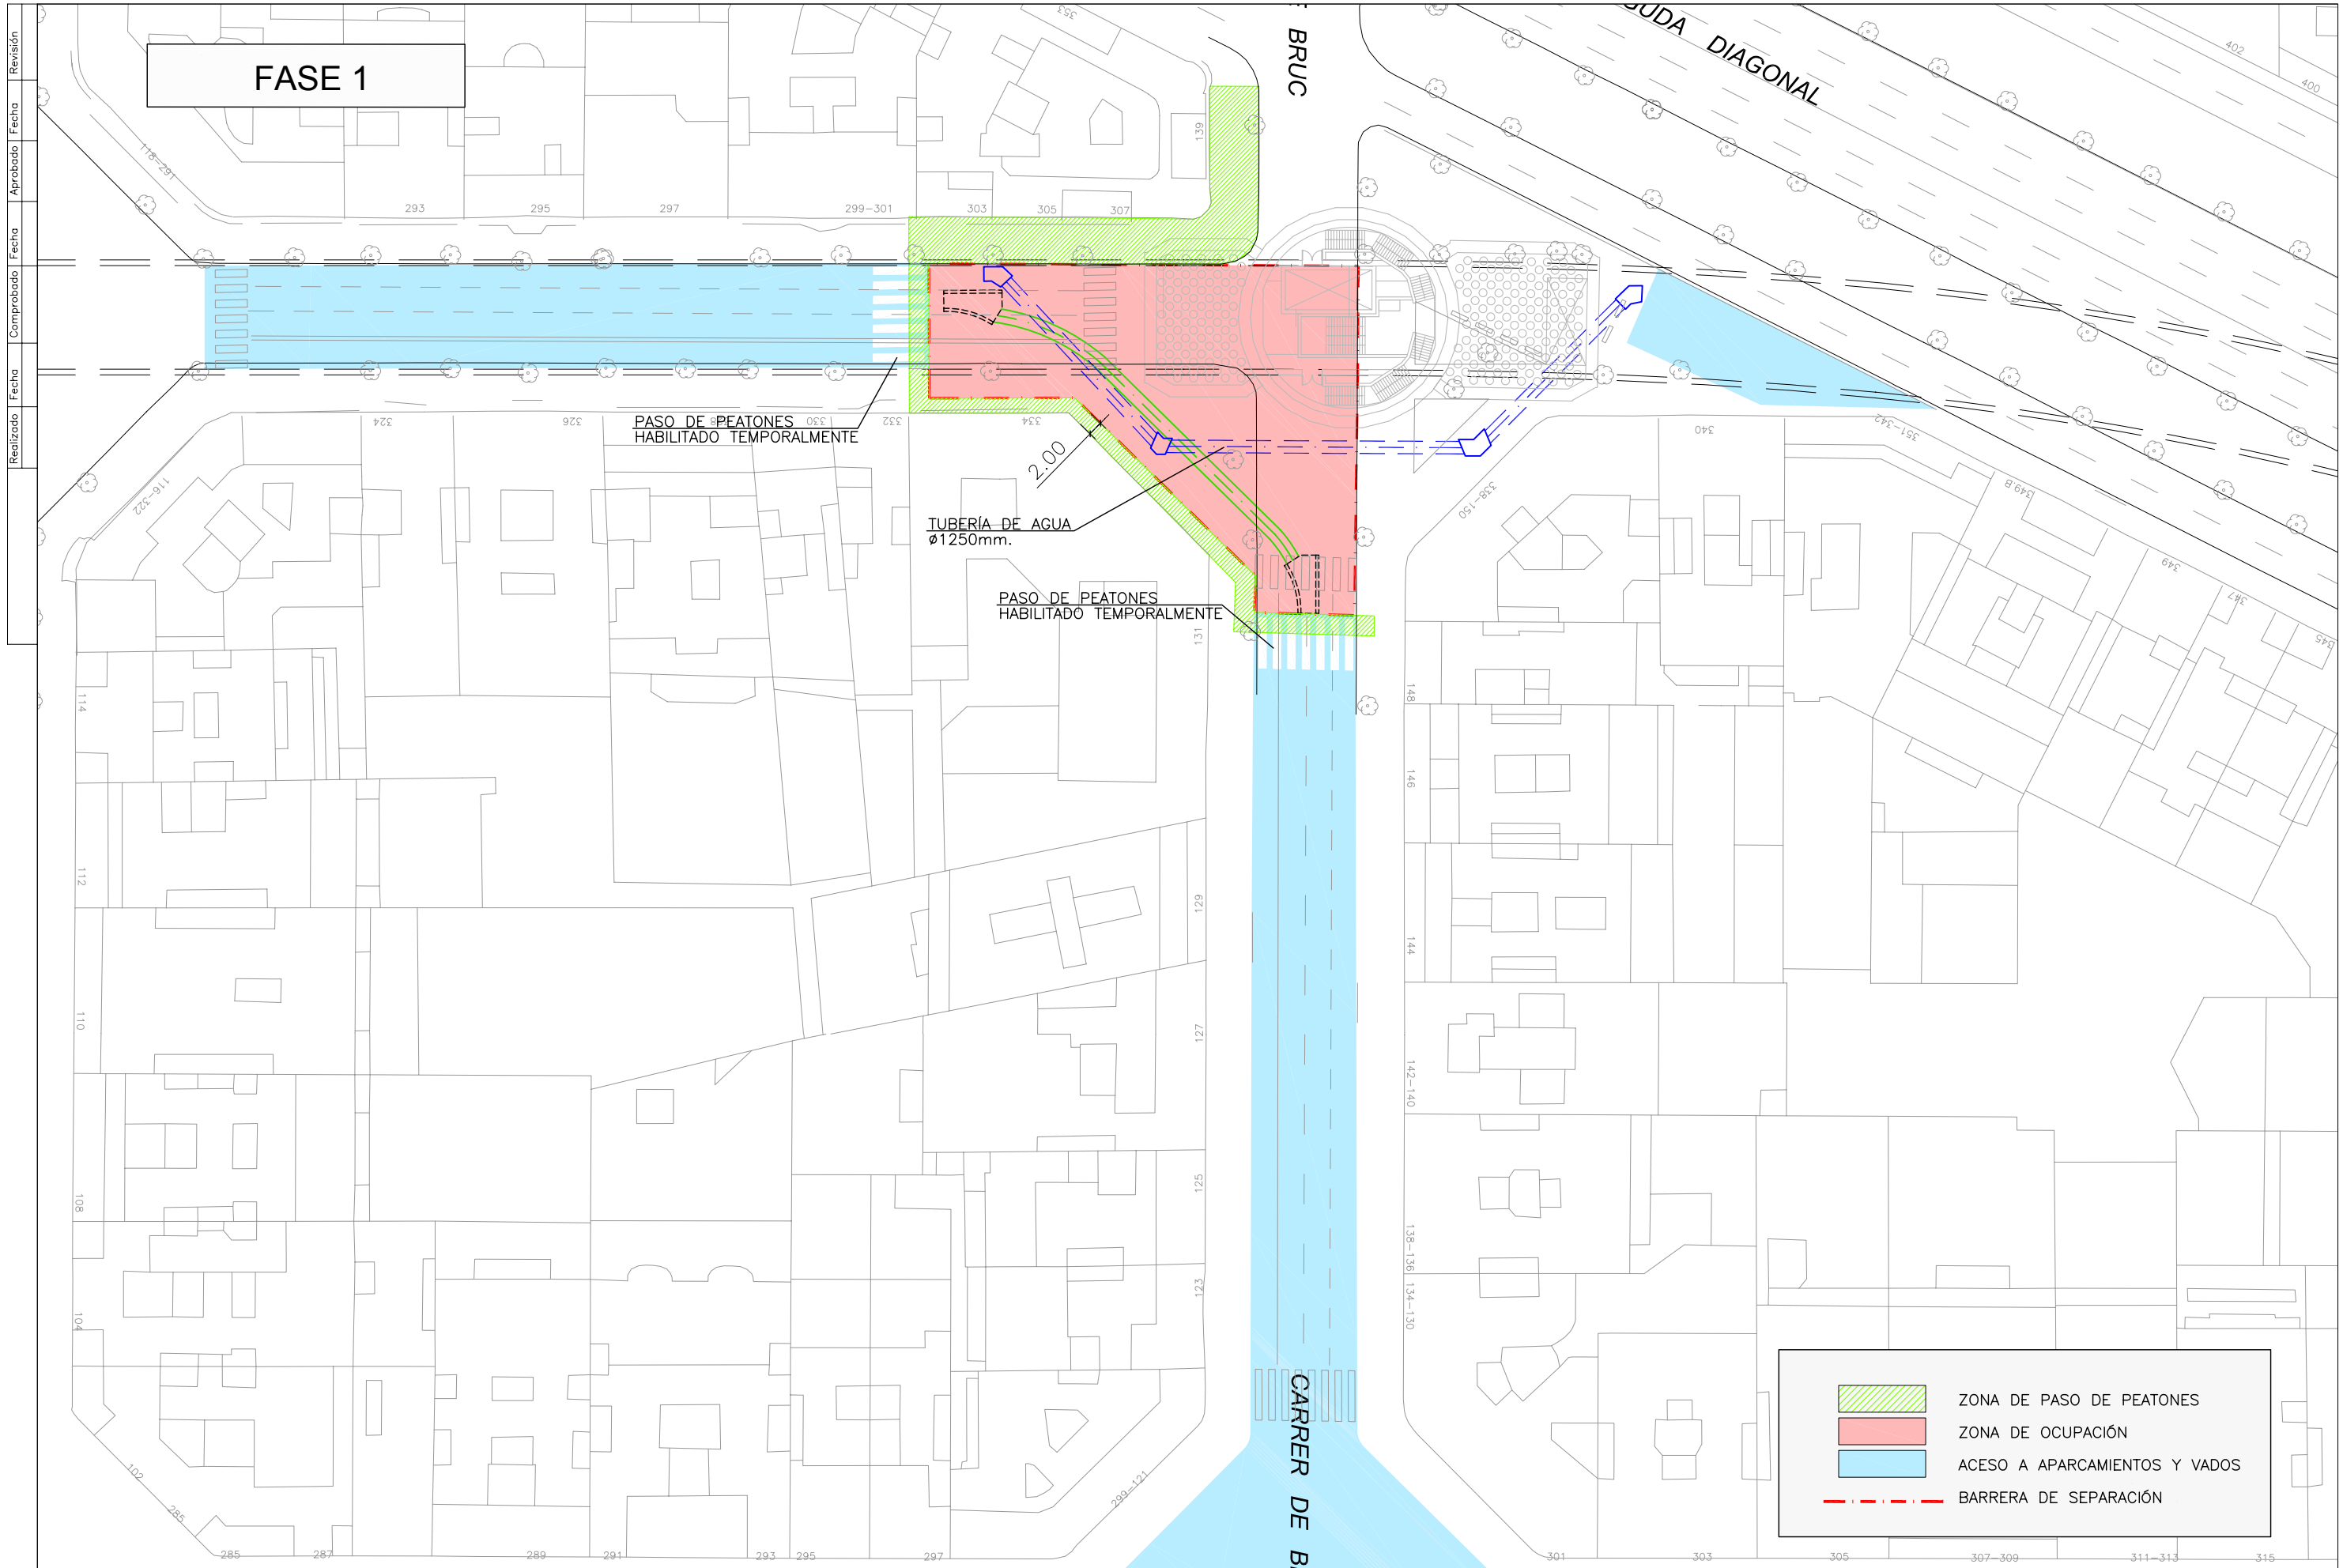 FASE 1
Revisión
Fecha
Aprobado
Fecha
Comprobado
Fecha
Realizado
BRUC
DIAGONAL
353
402
400
139
118-291
293
295
297
299-301
303
305
307
324
326
330
332
334
PASO DE PEATONES
HABILITADO TEMPORALMENTE
2.00
TUBERÍA DE AGUA
ø1250mm.
PASO DE PEATONES
HABILITADO TEMPORALMENTE
116-322
338-150
340
351-342
349.B
349
347
345
131
148
114
146
112
129
144
110
127
142-140
108
125
138-136
123
134-130
104
CARRER DE
102
285
299-121
285
287
289
291
293
295
297
301
303
305
307-309
311-313
315
ZONA DE PASO DE PEATONES
ZONA DE OCUPACIÓN
ACESO A APARCAMIENTOS Y VADOS
BARRERA DE SEPARACIÓN